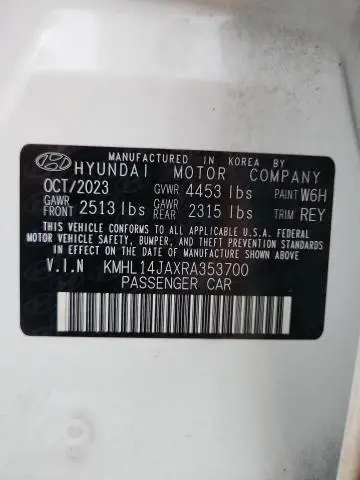 MANUFACTURED IN KOREA BY
HYUNDAI MOTOR COMPANY
OCT/2023 GVWR 4453 lbs PAINT W6H
GAWR FRONT 2513 lbs GAWR REAR 2315 lbs TRIM REY
THIS VEHICLE CONFORMS TO ALL APPLICABLE U.S.A. FEDERAL
MOTOR VEHICLE SAFETY, BUMPER, AND THEFT PREVENTION STANDARDS
IN EFFECT ON THE DATE OF MANUFACTURE SHOWN ABOVE.
V.I.N KMHL14JAXRA353700
PASSENGER CAR